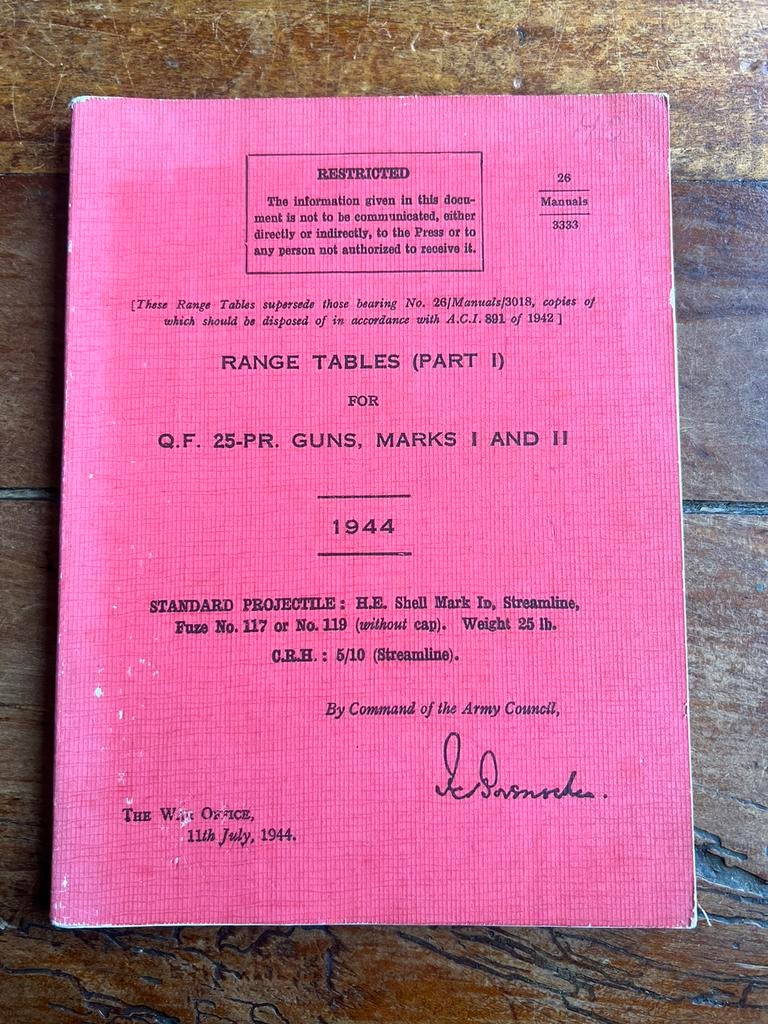 RESTRICTED
The information given in this docu-
ment is not to be communicated, either
directly or indirectly, to the Press or to
any person not authorized to receive it.
26
Manuals
3333
[These Range Tables supersede those bearing No. 26/Manuals/3018, copies of
which should be disposed of in accordance with A.C.I. 891 of 1942]
RANGE TABLES (PART I)
FOR
Q.F. 25-PR. GUNS, MARKS I AND II
1944
STANDARD PROJECTILE: H.E. Shell Mark ID, Streamline,
Fuze No. 117 or No. 119 (without cap). Weight 25 lb.
C.R.H.: 5/10 (Streamline).
By Command of the Army Council,
THE WAR OFFICE,
11th July, 1944.